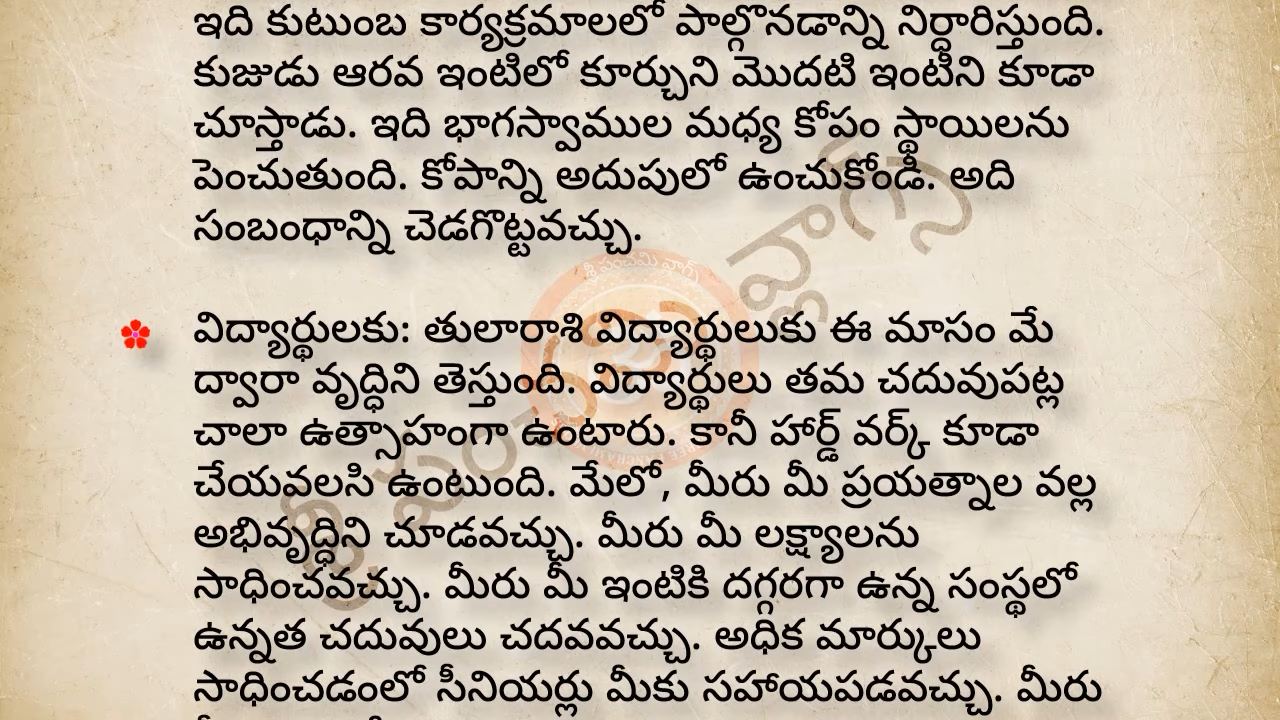 ఇది కుటుంబ కార్యక్రమాలలో పాల్గొనడాన్ని నిర్ధారిస్తుంది.
కుజుడు ఆరవ ఇంటిలో కూర్చుని మొదటి ఇంటిని కూడా
చూస్తాడు. ఇది భాగస్వాముల మధ్య కోపం స్థాయిలను
పెంచుతుంది. కోపాన్ని అదుపులో ఉంచుకోండి. అది
సంబంధాన్ని చెడగొట్టవచ్చు.
శ్రీ పంచమి వ్లాగ్స్
విద్యార్థులకు: తులారాశి విద్యార్థులుకు ఈ మాసం మే
ద్వారా వృద్ధిని తెస్తుంది. విద్యార్థులు తమ చదువుపట్ల
చాలా ఉత్సాహంగా ఉంటారు. కానీ హార్డ్ వర్క్ కూడా
చేయవలసి ఉంటుంది. మేలో, మీరు మీ ప్రయత్నాల వల్ల
అభివృద్ధిని చూడవచ్చు. మీరు మీ లక్ష్యాలను
సాధించవచ్చు. మీరు మీ ఇంటికి దగ్గరగా ఉన్న సంస్థలో
ఉన్నత చదువులు చదవవచ్చు. అధిక మార్కులు
సాధించడంలో సీనియర్లు మీకు సహాయపడవచ్చు. మీరు